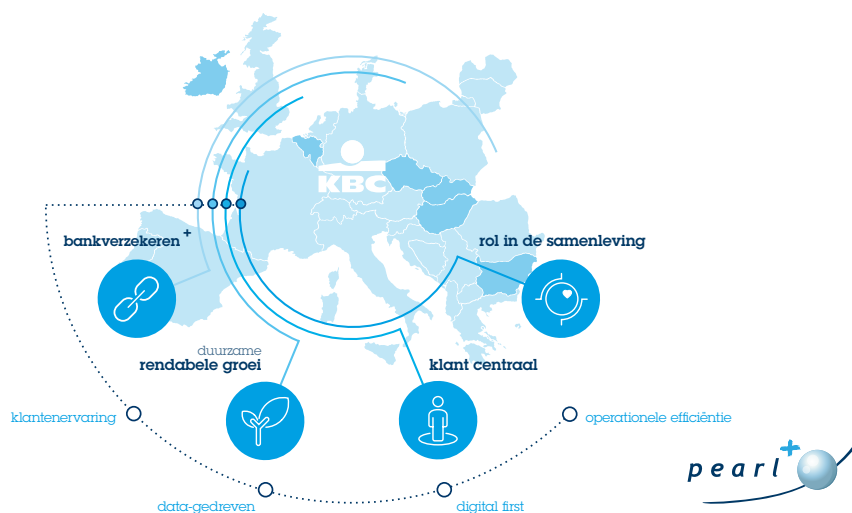 KBC
bankverzekeren+
rol in de samenleving
duurzame
rendabele groei
klant centraal
klantenervaring
operationele efficiëntie
data-gedreven
digital first
pearl+